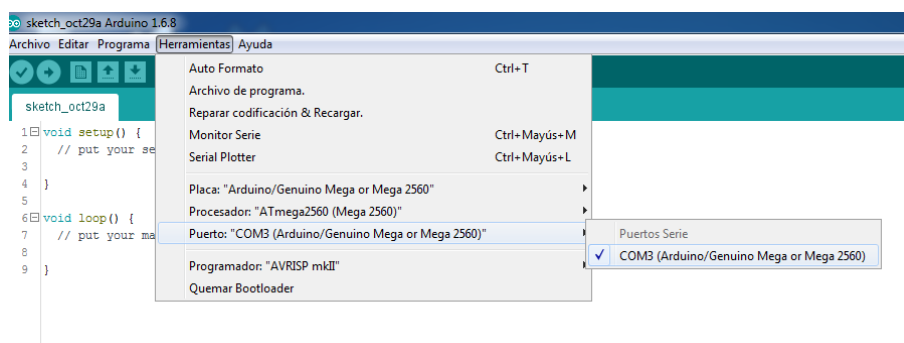 sketch_oct29a Arduino 1.6.8
Archivo Editar Programa Herramientas Ayuda
sketch_oct29a
1 void setup() {
2 // put your se
3
4 }
5
6 void loop() {
7 // put your ma
8
9 }
Auto Formato Ctrl+T
Archivo de programa.
Reparar codificación & Recargar.
Monitor Serie Ctrl+Mayús+M
Serial Plotter Ctrl+Mayús+L
Placa: "Arduino/Genuino Mega or Mega 2560"
Procesador: "ATmega2560 (Mega 2560)"
Puerto: "COM3 (Arduino/Genuino Mega or Mega 2560)"
Programador: "AVRISP mkII"
Quemar Bootloader
Puertos Serie
COM3 (Arduino/Genuino Mega or Mega 2560)